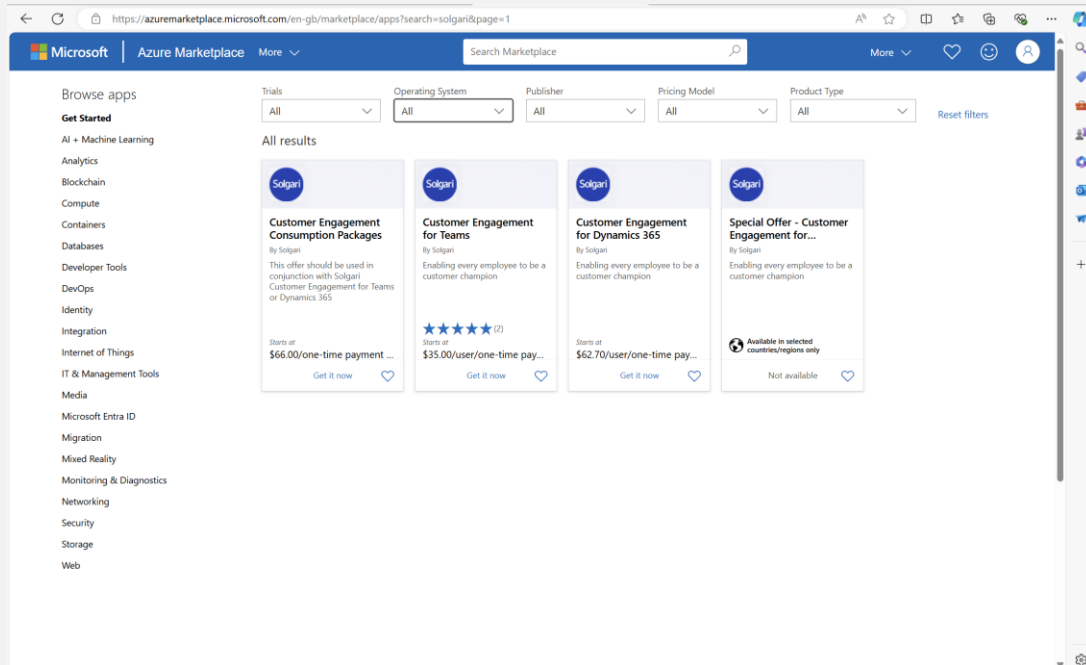 https://azuremarketplace.microsoft.com/en-gb/marketplace/apps?search=solgari&page=1
Microsoft
Azure Marketplace
More
Search Marketplace
More
Browse apps
Get Started
AI + Machine Learning
Analytics
Blockchain
Compute
Containers
Databases
Developer Tools
DevOps
Identity
Integration
Internet of Things
IT & Management Tools
Media
Microsoft Entra ID
Migration
Mixed Reality
Monitoring & Diagnostics
Networking
Security
Storage
Web
Trials
All
Operating System
All
Publisher
All
Pricing Model
All
Product Type
All
Reset filters
All results
Solgari
Customer Engagement
Consumption Packages
By Solgari
This offer should be used in
conjunction with Solgari
Customer Engagement for Teams
or Dynamics 365
Starts at
$66.00/one-time payment ...
Get it now
Solgari
Customer Engagement
for Teams
By Solgari
Enabling every employee to be a
customer champion
(2)
Starts at
$35.00/user/one-time pay...
Get it now
Solgari
Customer Engagement
for Dynamics 365
By Solgari
Enabling every employee to be a
customer champion
Starts at
$62.70/user/one-time pay...
Get it now
Solgari
Special Offer - Customer
Engagement for...
By Solgari
Enabling every employee to be a
customer champion
Available in selected
countries/regions only
Not available